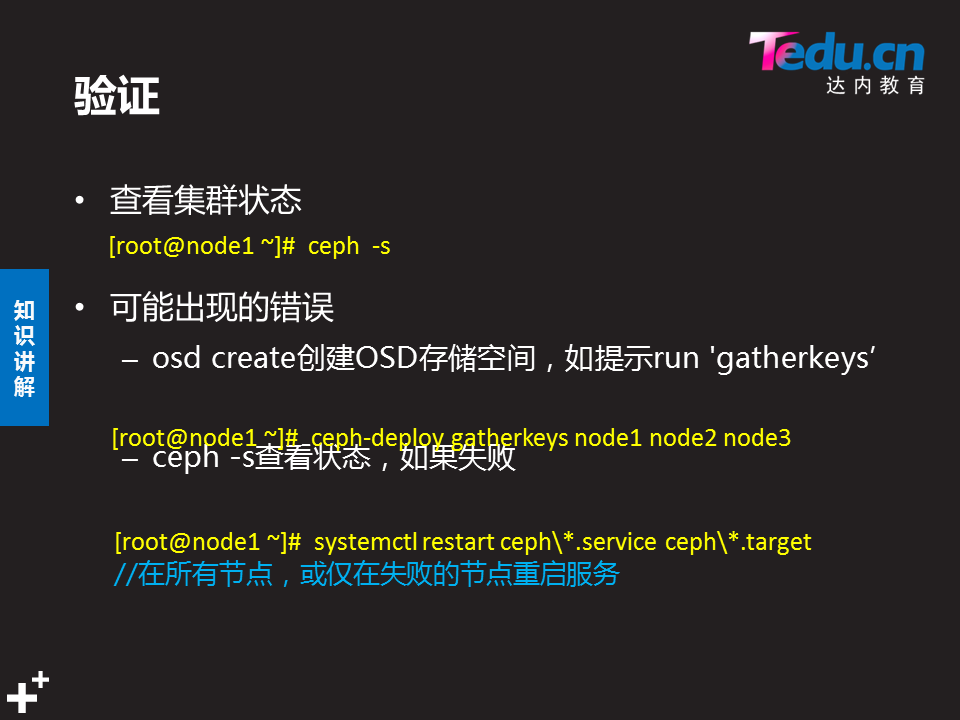 Tedu.cn
达内教育
验证
• 查看集群状态
[root@node1 ~]# ceph -s
• 可能出现的错误
– osd create创建OSD存储空间，如提示run 'gatherkeys’
[root@node1 ~]# ceph-deploy gatherkeys node1 node2 node3
– ceph -s查看状态，如果失败
[root@node1 ~]# systemctl restart ceph\*.service ceph\*.target
//在所有节点，或仅在失败的节点重启服务
知识讲解